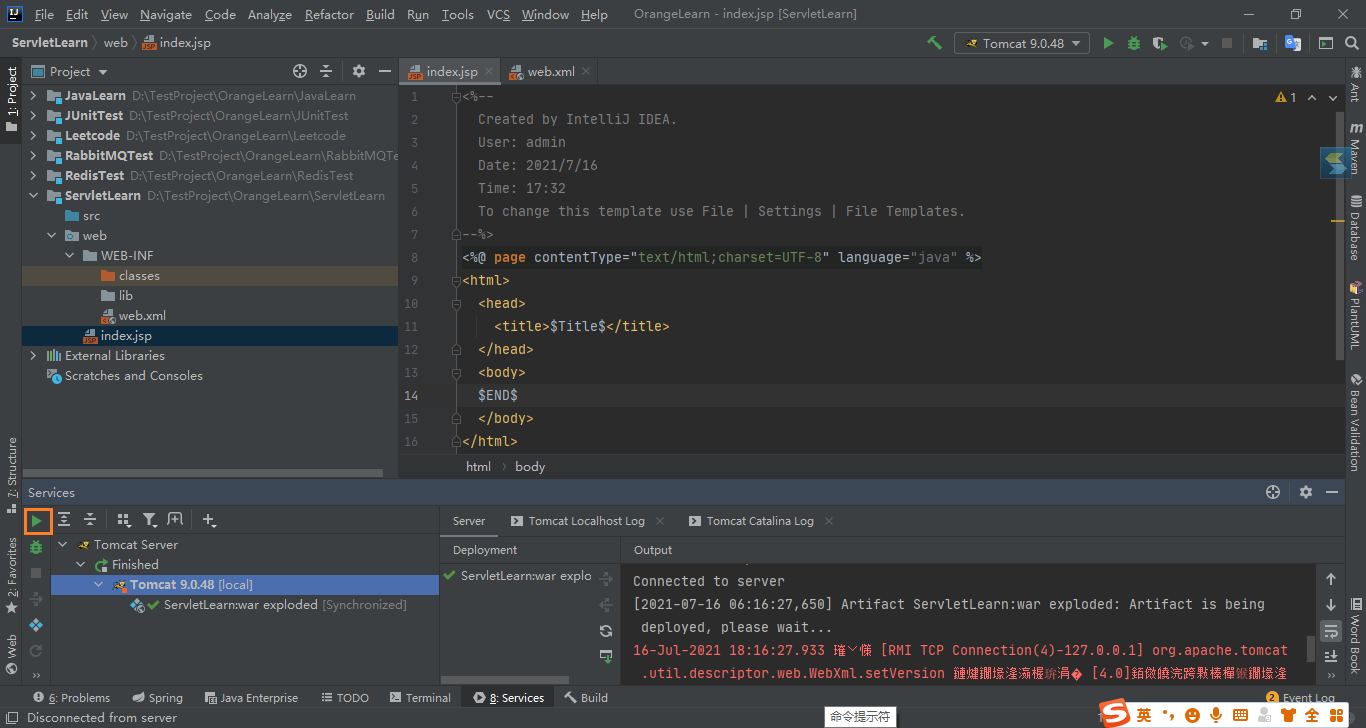 File Edit View Navigate Code Analyze Refactor Build Run Tools VCS Window Help OrangeLearn - index.jsp [ServletLearn]
ServletLearn web index.jsp Tomcat 9.0.48
1: Project
Project
JavaLearn D:\TestProject\OrangeLearn\JavaLearn
JUnitTest D:\TestProject\OrangeLearn\JUnitTest
Leetcode D:\TestProject\OrangeLearn\Leetcode
RabbitMQTest D:\TestProject\OrangeLearn\RabbitMQTe
RedisTest D:\TestProject\OrangeLearn\RedisTest
ServletLearn D:\TestProject\OrangeLearn\ServletLearn
src
web
WEB-INF
classes
lib
web.xml
index.jsp
External Libraries
Scratches and Consoles
index.jsp web.xml
1 <%--
2 Created by IntelliJ IDEA.
3 User: admin
4 Date: 2021/7/16
5 Time: 17:32
6 To change this template use File | Settings | File Templates.
7 --%>
8 <%@ page contentType="text/html;charset=UTF-8" language="java" %>
9 <html>
10 <head>
11 <title>$Title$</title>
12 </head>
13 <body>
14 $END$
15 </body>
16 </html>
1
html body
Ant
Maven
Database
PlantUML
Bean Validation
Word Book
7: Structure
2: Favorites
Web
Services
Tomcat Server
Finished
Tomcat 9.0.48 [local]
ServletLearn:war exploded [Synchronized]
Server Tomcat Localhost Log Tomcat Catalina Log
Deployment Output
ServletLearn:war explo
Connected to server
[2021-07-16 06:16:27,650] Artifact ServletLearn:war exploded: Artifact is being
deployed, please wait...
16-Jul-2021 18:16:27.933 [RMI TCP Connection(4)-127.0.0.1] org.apache.tomcat
.util.descriptor.web.WebXml.setVersion [4.0]
6: Problems Spring Java Enterprise TODO Terminal 8: Services Build 2 Event Log
Disconnected from server
命令提示符
S 英 全